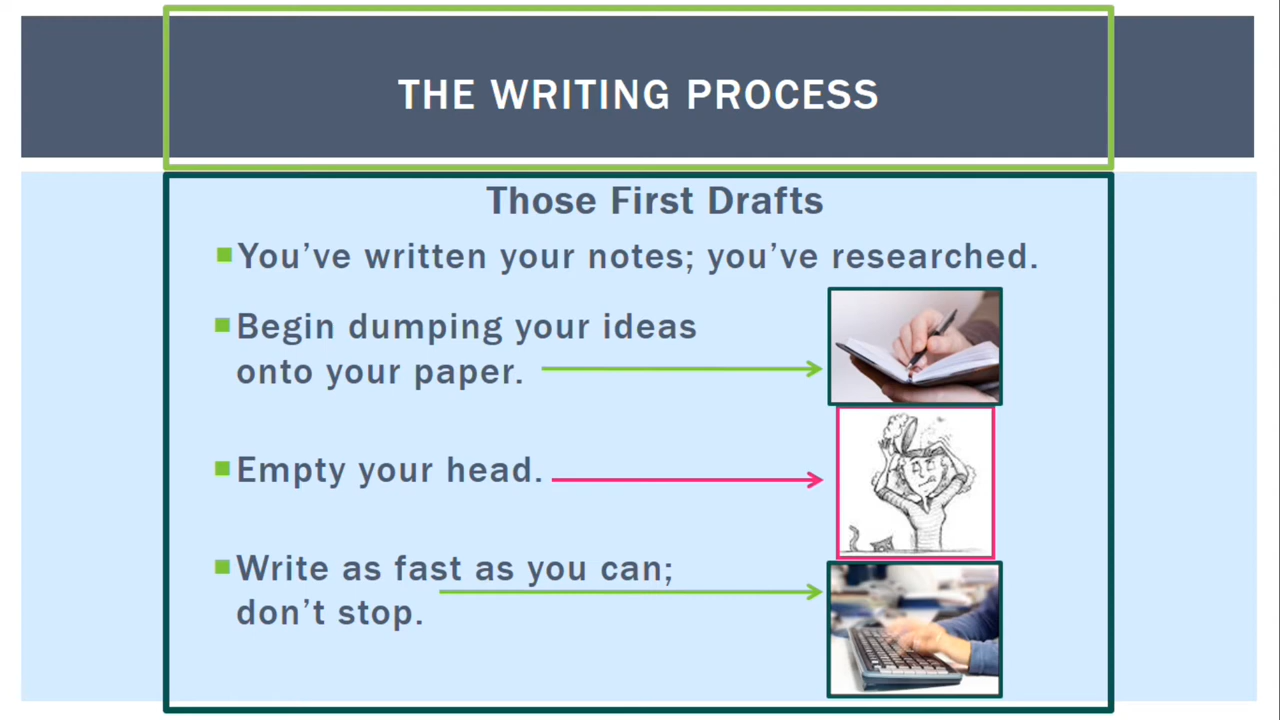 THE WRITING PROCESS
Those First Drafts
You've written your notes; you've researched.
Begin dumping your ideas
onto your paper.
Empty your head.
Write as fast as you can;
don't stop.